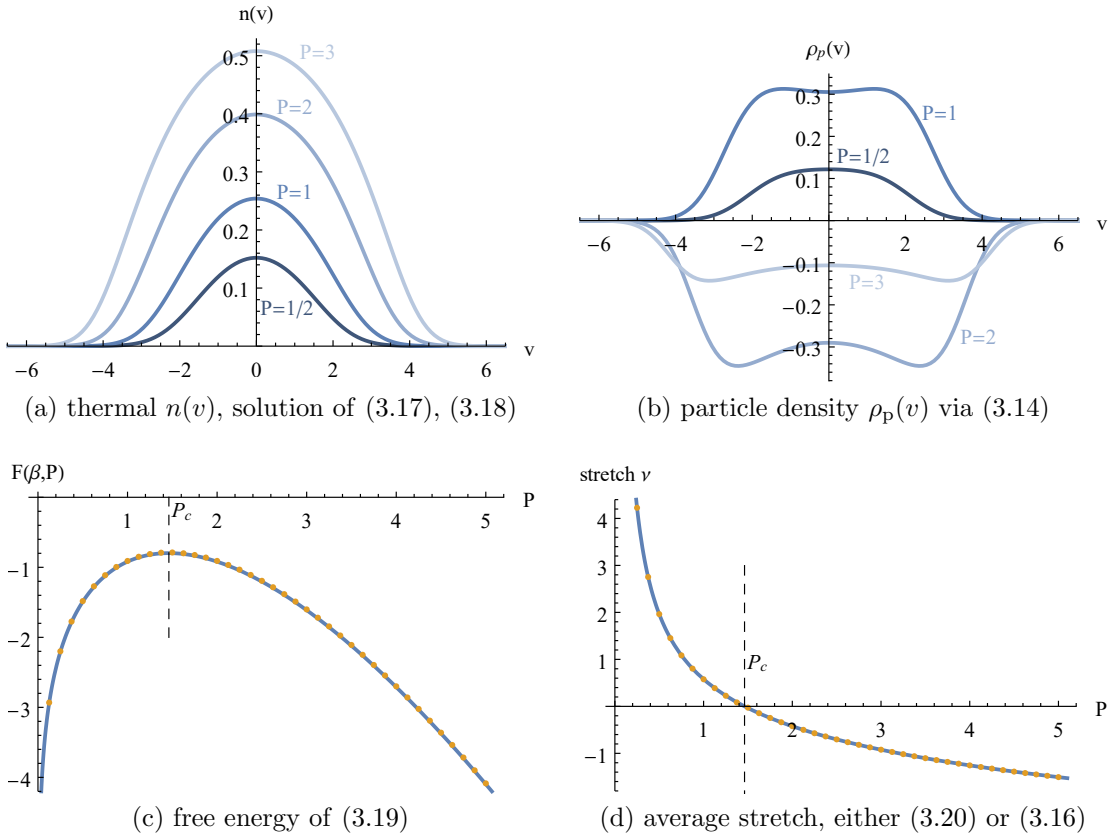 n(v)
P=3
0.5
P=2
0.4
0.3
P=1
0.2
0.1
P=1/2
v
−6 −4 −2 0 2 4 6
(a) thermal n(v), solution of (3.17), (3.18)
ρp(v)
0.3
P=1
0.2
P=1/2
0.1
v
−6 −4 −2 2 4 6
−0.1
P=3
−0.2
−0.3
P=2
(b) particle density ρp(v) via (3.14)
F(β,P)
P
Pc
1 2 3 4 5
−1
−2
−3
−4
(c) free energy of (3.19)
stretch ν
4
3
2
1
Pc
P
1 2 3 4 5
−1
(d) average stretch, either (3.20) or (3.16)